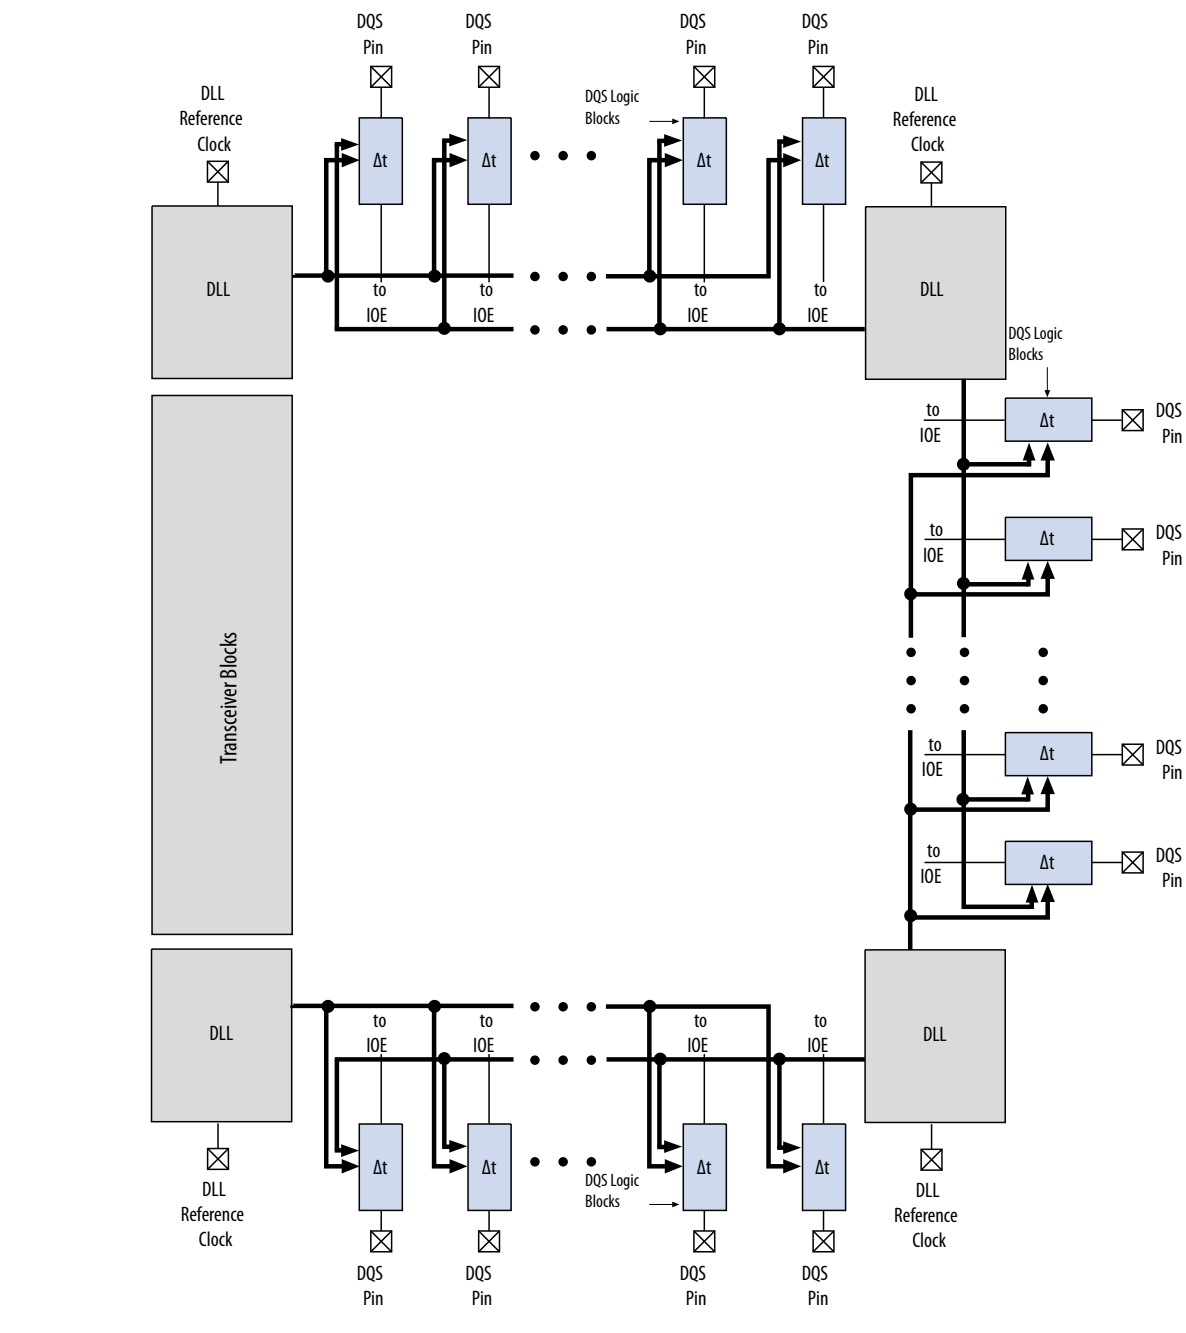 DQS
Pin
DQS
Pin
DQS
Pin
DQS
Pin
DLL
Reference
Clock
DQS Logic
Blocks
DLL
Reference
Clock
Δt
Δt
Δt
Δt
DLL
DLL
to
IOE
to
IOE
to
IOE
to
IOE
DQS Logic
Blocks
to
IOE
Δt
DQS
Pin
to
IOE
Δt
DQS
Pin
Transceiver Blocks
to
IOE
Δt
DQS
Pin
to
IOE
Δt
DQS
Pin
DLL
DLL
to
IOE
to
IOE
to
IOE
to
IOE
Δt
Δt
Δt
Δt
DQS Logic
Blocks
DLL
Reference
Clock
DLL
Reference
Clock
DQS
Pin
DQS
Pin
DQS
Pin
DQS
Pin